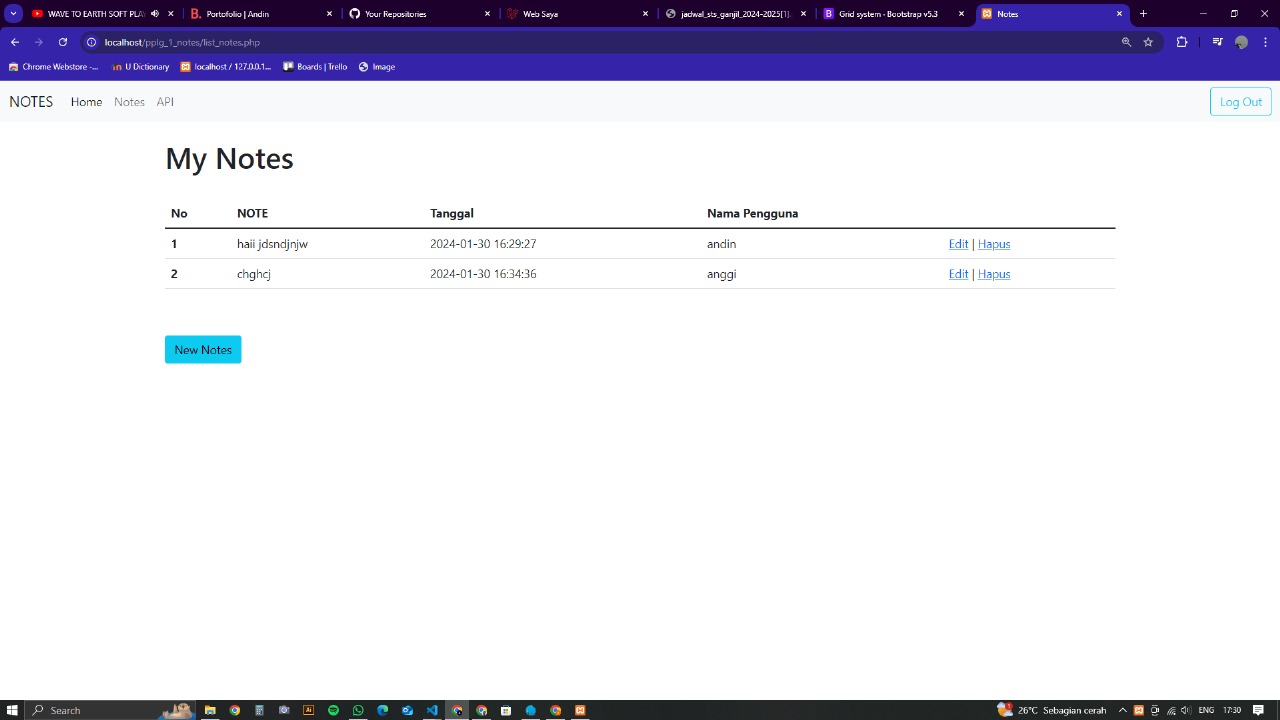 WAVE TO EARTH SOFT PLA
Portofolio | Andin
Your Repositories
Web Saya
jadwal_sts_ganjil_2024-2025[1].
Grid system · Bootstrap v5.3
Notes
localhost/pplg_1_notes/list_notes.php
Chrome Webstore -...
U Dictionary
localhost / 127.0.0.1...
Boards | Trello
Image
NOTES Home Notes API Log Out
My Notes
No NOTE Tanggal Nama Pengguna
1 haii jdsndjnjw 2024-01-30 16:29:27 andin Edit | Hapus
2 chghcj 2024-01-30 16:34:36 anggi Edit | Hapus
New Notes
Search
26°C Sebagian cerah
ENG
17:30